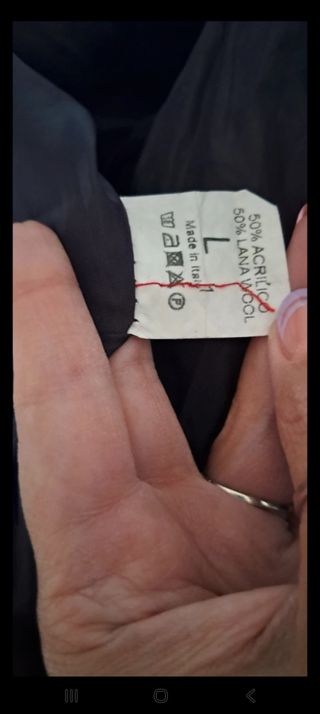 50% ACRILICO
50% LANA WOOL
L
Made in Italy
P